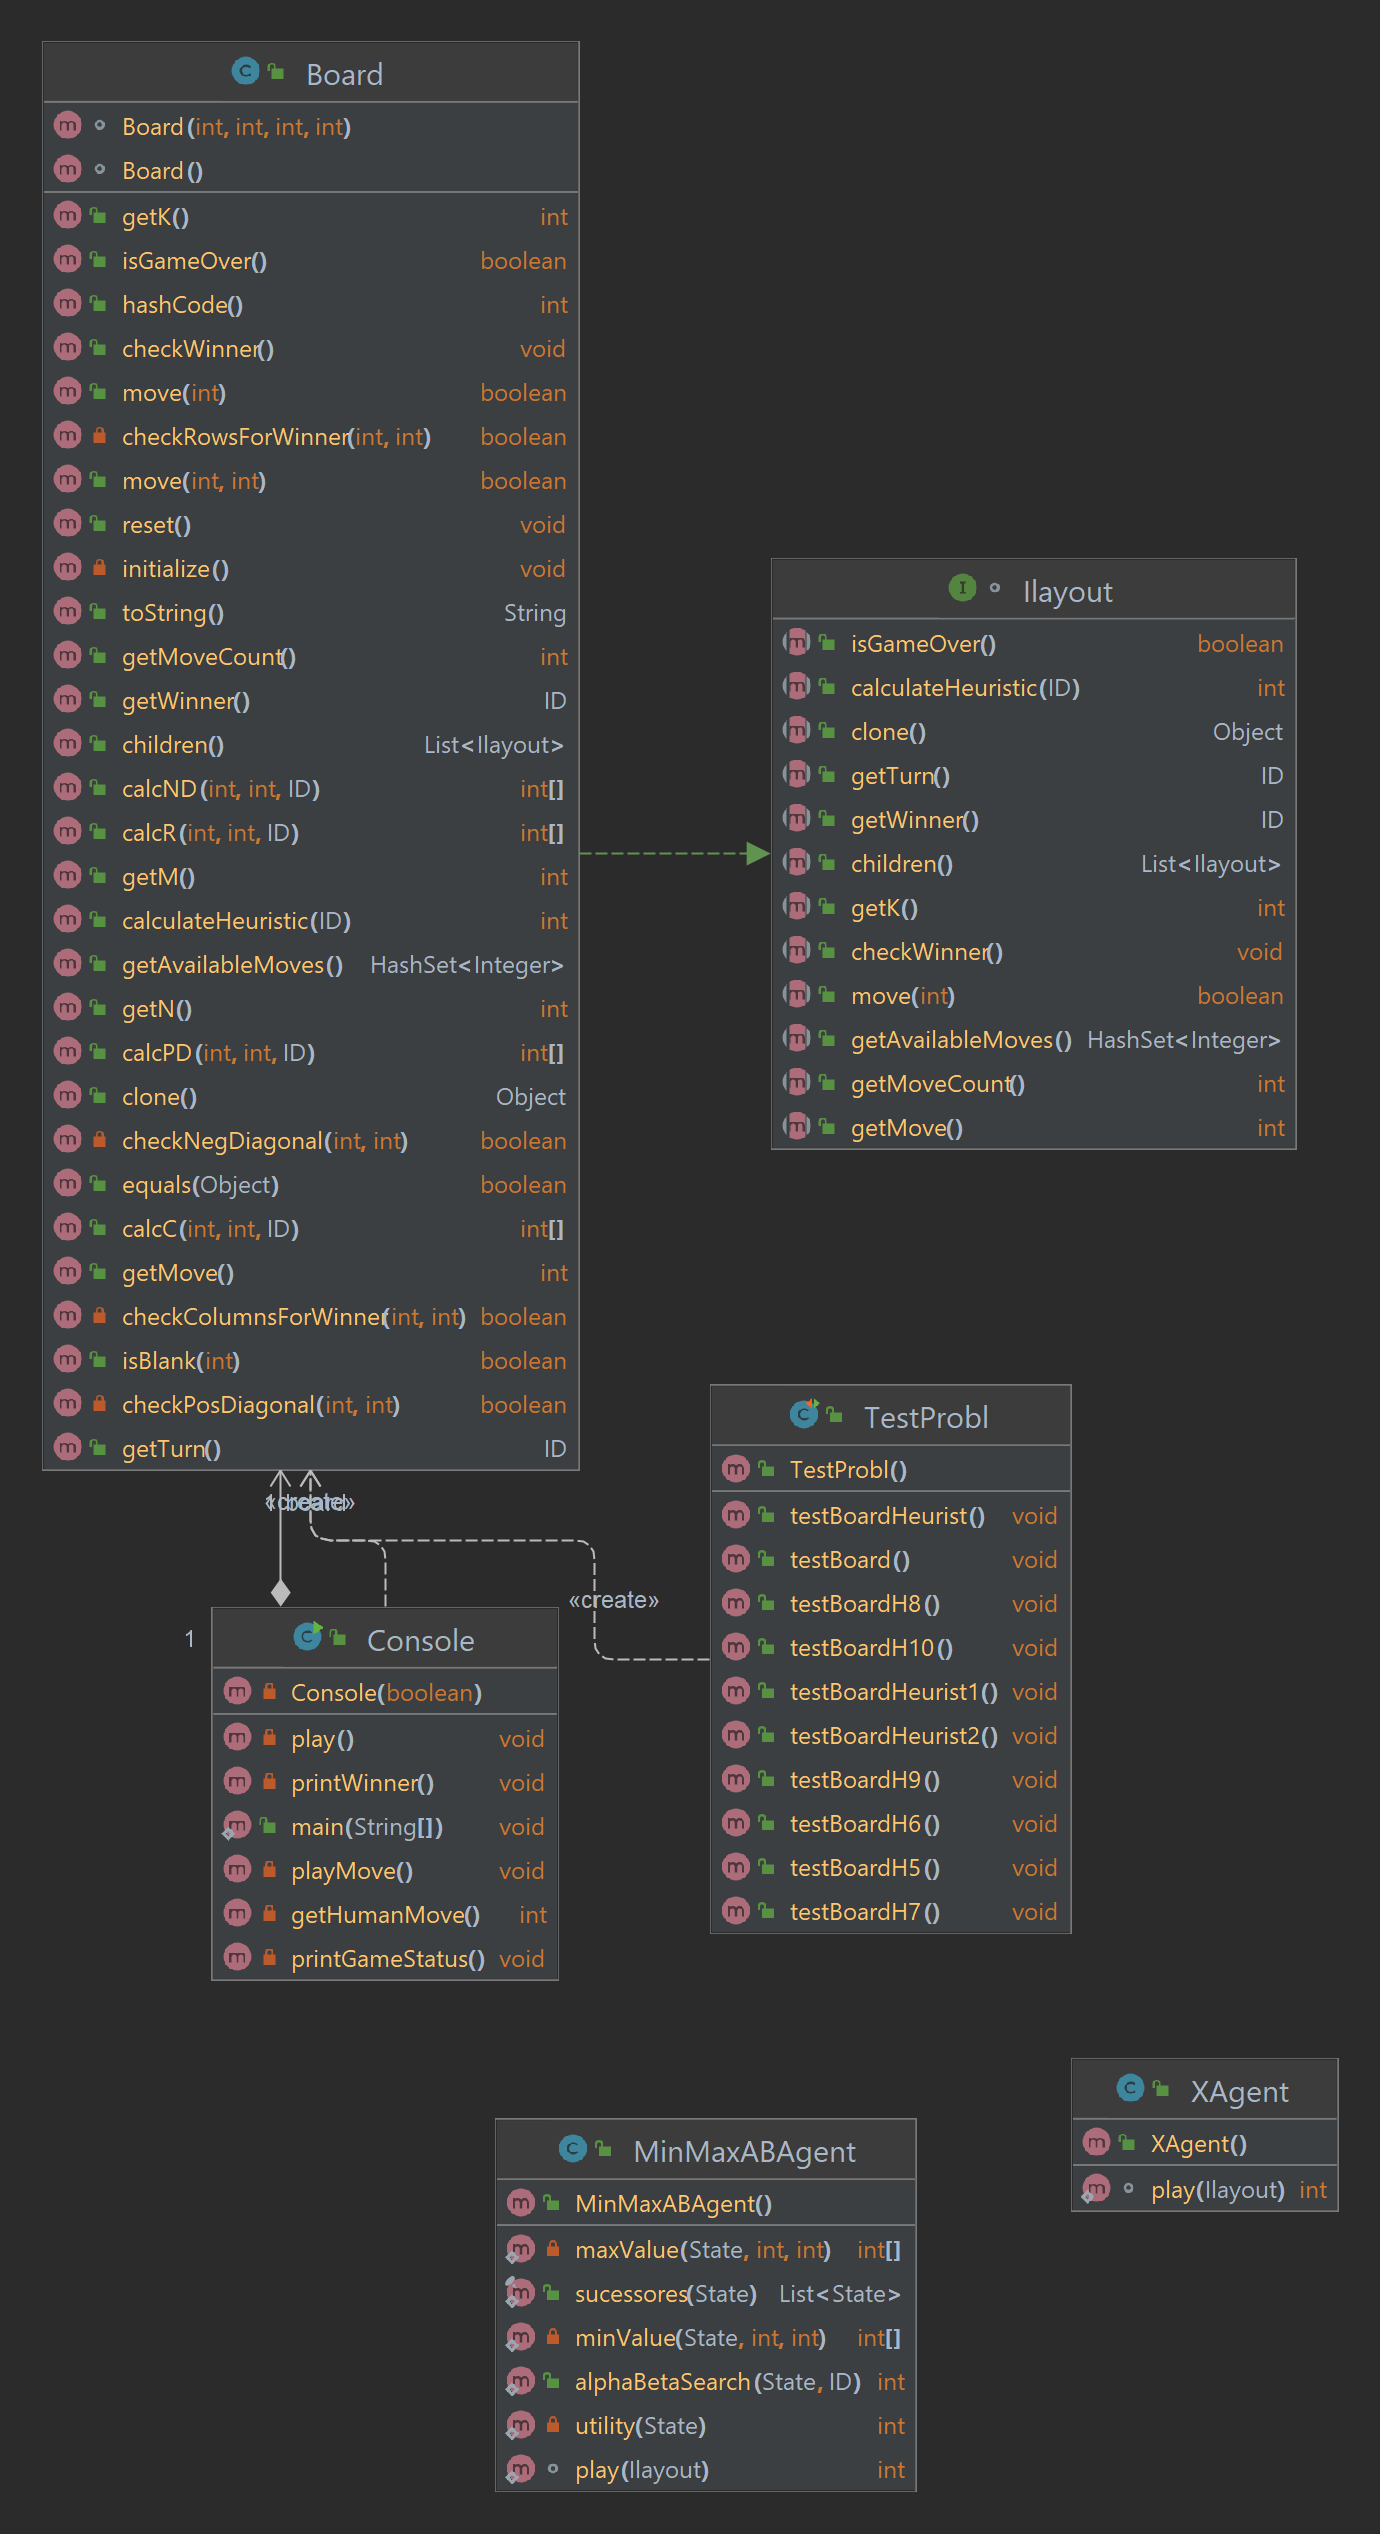 Board
Board(int, int, int, int)
Board()
getK() int
isGameOver() boolean
hashCode() int
checkWinner() void
move(int) boolean
checkRowsForWinner(int, int) boolean
move(int, int) boolean
reset() void
initialize() void
toString() String
getMoveCount() int
getWinner() ID
children() List<Ilayout>
calcND(int, int, ID) int[]
calcR(int, int, ID) int[]
getM() int
calculateHeuristic(ID) int
getAvailableMoves() HashSet<Integer>
getN() int
calcPD(int, int, ID) int[]
clone() Object
checkNegDiagonal(int, int) boolean
equals(Object) boolean
calcC(int, int, ID) int[]
getMove() int
checkColumnsForWinner(int, int) boolean
isBlank(int) boolean
checkPosDiagonal(int, int) boolean
getTurn() ID
Ilayout
isGameOver() boolean
calculateHeuristic(ID) int
clone() Object
getTurn() ID
getWinner() ID
children() List<Ilayout>
getK() int
checkWinner() void
move(int) boolean
getAvailableMoves() HashSet<Integer>
getMoveCount() int
getMove() int
«create»
«create»
1
Console
Console(boolean)
play() void
printWinner() void
main(String[]) void
playMove() void
getHumanMove() int
printGameStatus() void
TestProbl
TestProbl()
testBoardHeurist() void
testBoard() void
testBoardH8() void
testBoardH10() void
testBoardHeurist1() void
testBoardHeurist2() void
testBoardH9() void
testBoardH6() void
testBoardH5() void
testBoardH7() void
XAgent
XAgent()
play(Ilayout) int
MinMaxABAgent
MinMaxABAgent()
maxValue(State, int, int) int[]
sucessores(State) List<State>
minValue(State, int, int) int[]
alphaBetaSearch(State, ID) int
utility(State) int
play(Ilayout) int